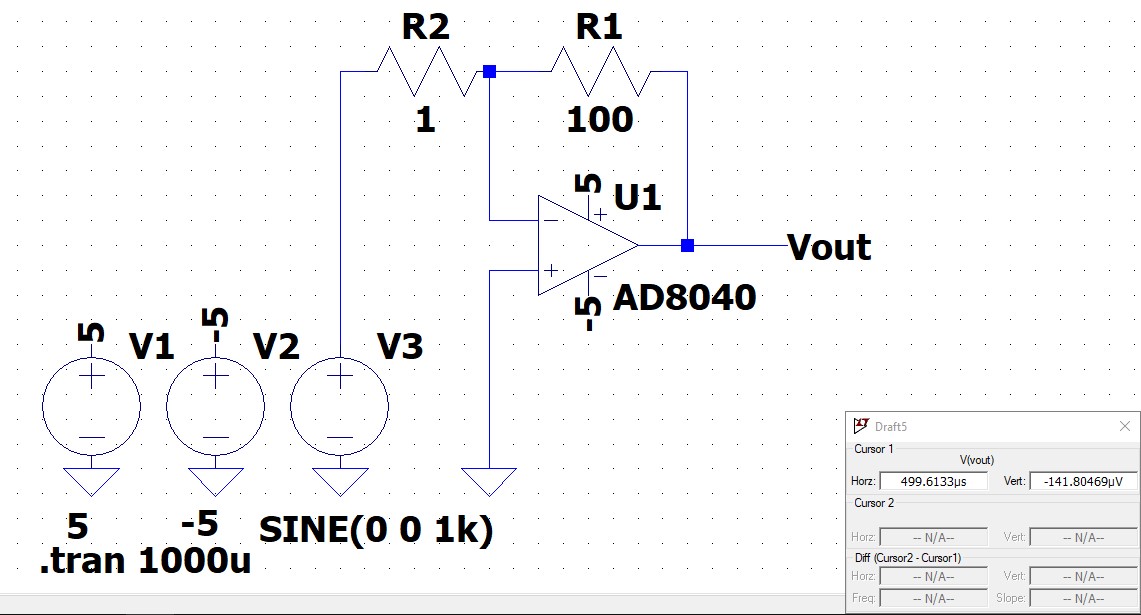 R2 R1
1 100
5 U1
+
−
+ −
Vout
-5 AD8040
5 V1 -5 V2 V3
+ + +
− − −
5 -5 SINE(0 0 1k)
.tran 1000u
Draft5
Cursor 1
V(vout)
Horz: 499.6133µs Vert: -141.80469µV
Cursor 2
Horz: -- N/A-- Vert: -- N/A--
Diff (Cursor2 - Cursor1)
Horz: -- N/A-- Vert: -- N/A--
Freq: -- N/A-- Slope: -- N/A--